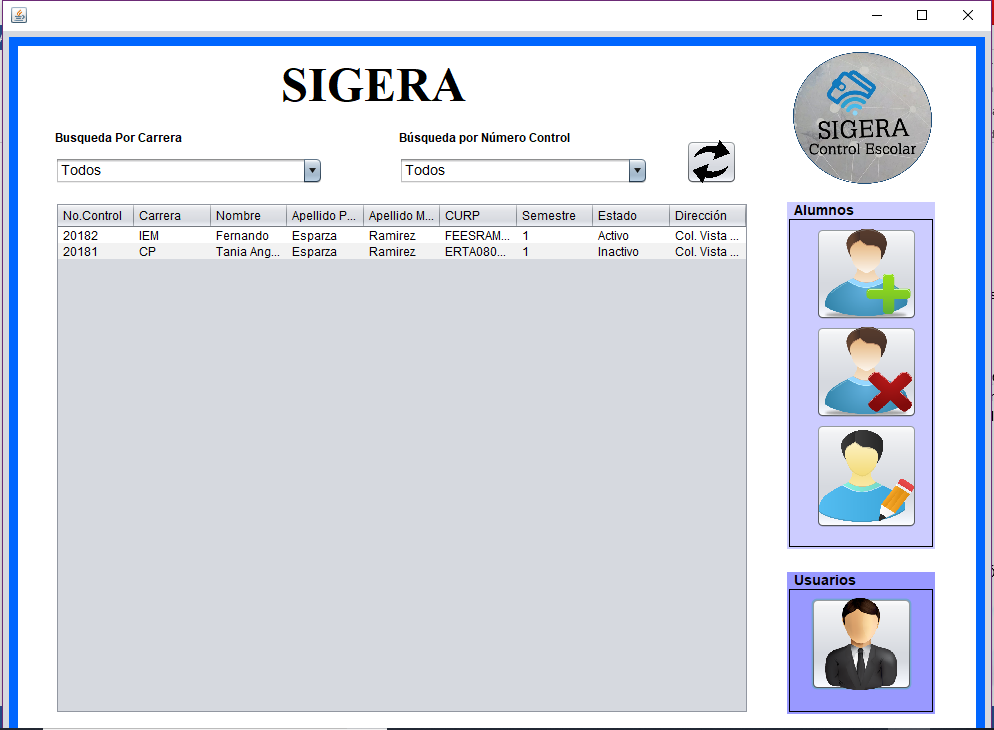 SIGERA
SIGERA
Control Escolar
Busqueda Por Carrera
Búsqueda por Número Control
Todos
Todos
No.Control Carrera Nombre Apellido P... Apellido M... CURP Semestre Estado Dirección
20182 IEM Fernando Esparza Ramirez FEESRAM... 1 Activo Col. Vista ...
20181 CP Tania Ang... Esparza Ramirez ERTA080... 1 Inactivo Col. Vista ...
Alumnos
Usuarios